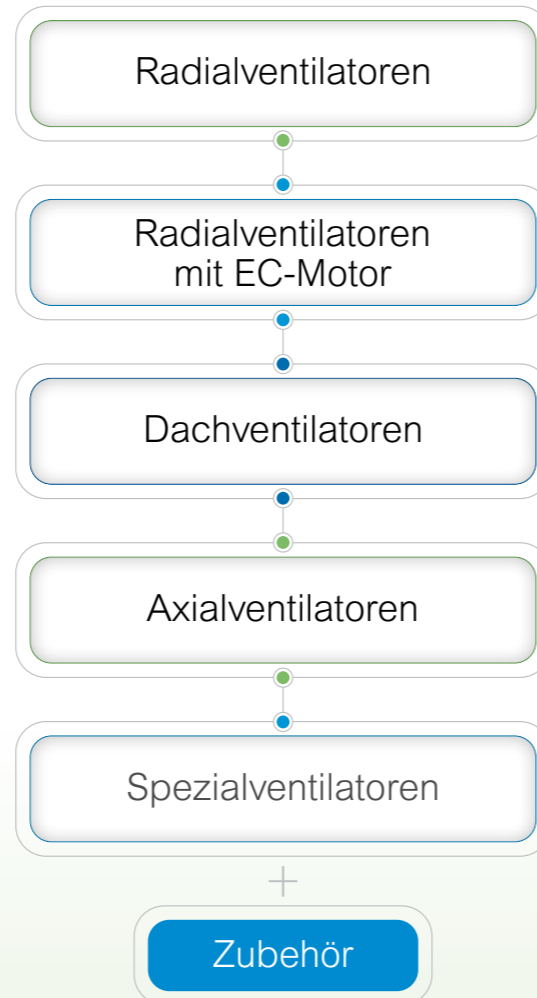 Radialventilatoren
Radialventilatoren
mit EC-Motor
Dachventilatoren
Axialventilatoren
Spezialventilatoren
+
Zubehör